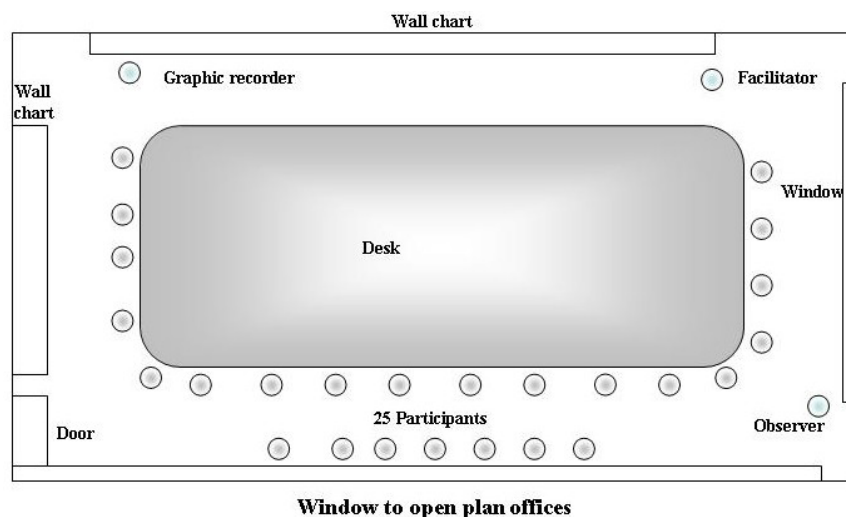 Wall chart
Graphic recorder
Facilitator
Wall
chart
Window
Desk
25 Participants
Door
Observer
Window to open plan offices